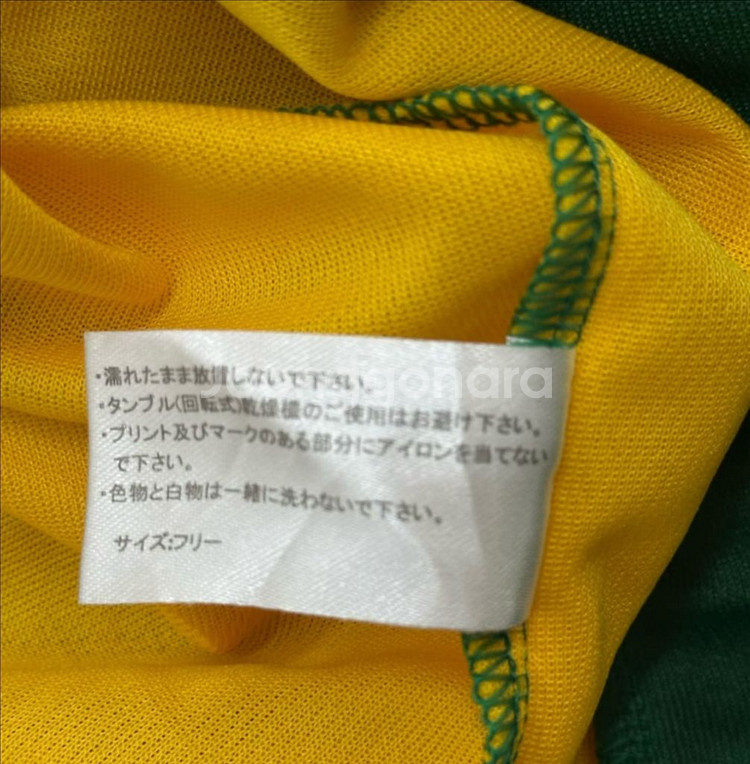 ・濡れたまま放置しないで下さい。
・タンブル(回転式)乾燥機のご使用はお避け下さい。
・プリント及びマークのある部分にアイロンを当てない
で下さい。
・色物と白物は一緒に洗わないで下さい。
サイズ:フリー